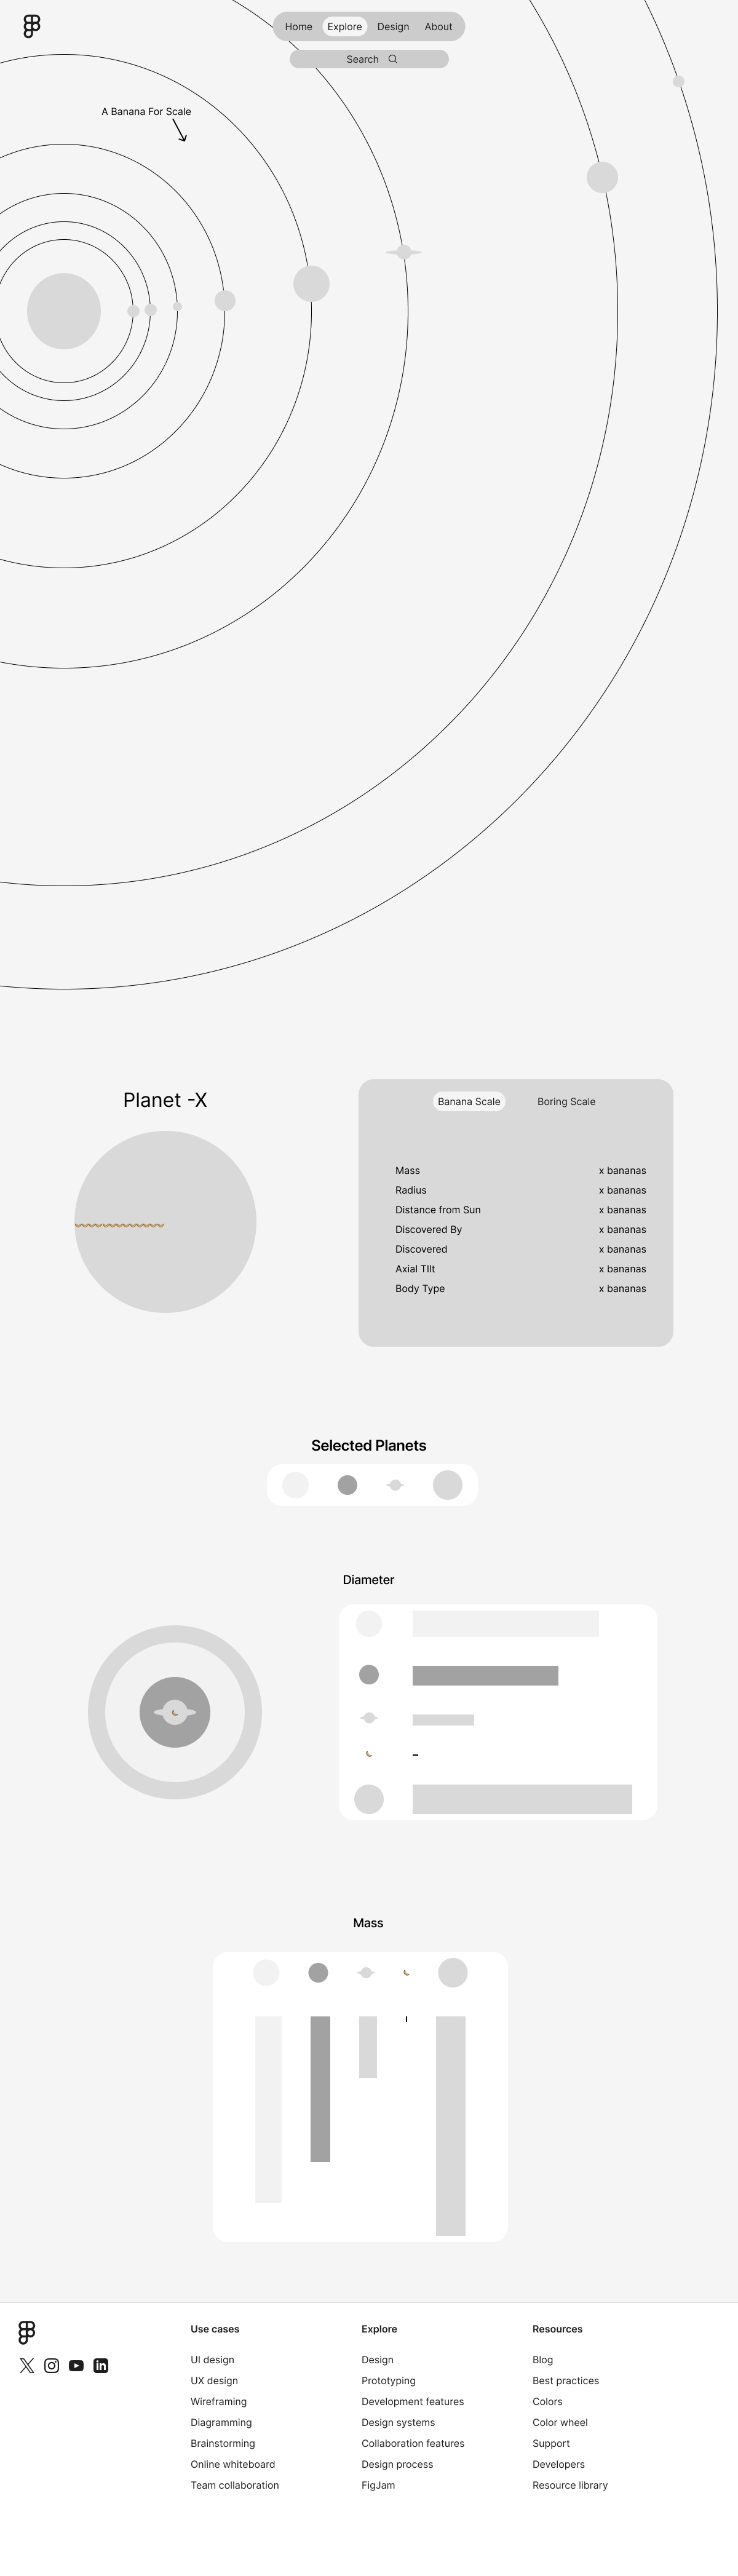 Home Explore Design About
Search
A Banana For Scale
Planet -X
Banana Scale Boring Scale
Mass x bananas
Radius x bananas
Distance from Sun x bananas
Discovered By x bananas
Discovered x bananas
Axial TIlt x bananas
Body Type x bananas
Selected Planets
Diameter
Mass
Use cases
UI design
UX design
Wireframing
Diagramming
Brainstorming
Online whiteboard
Team collaboration
Explore
Design
Prototyping
Development features
Design systems
Collaboration features
Design process
FigJam
Resources
Blog
Best practices
Colors
Color wheel
Support
Developers
Resource library